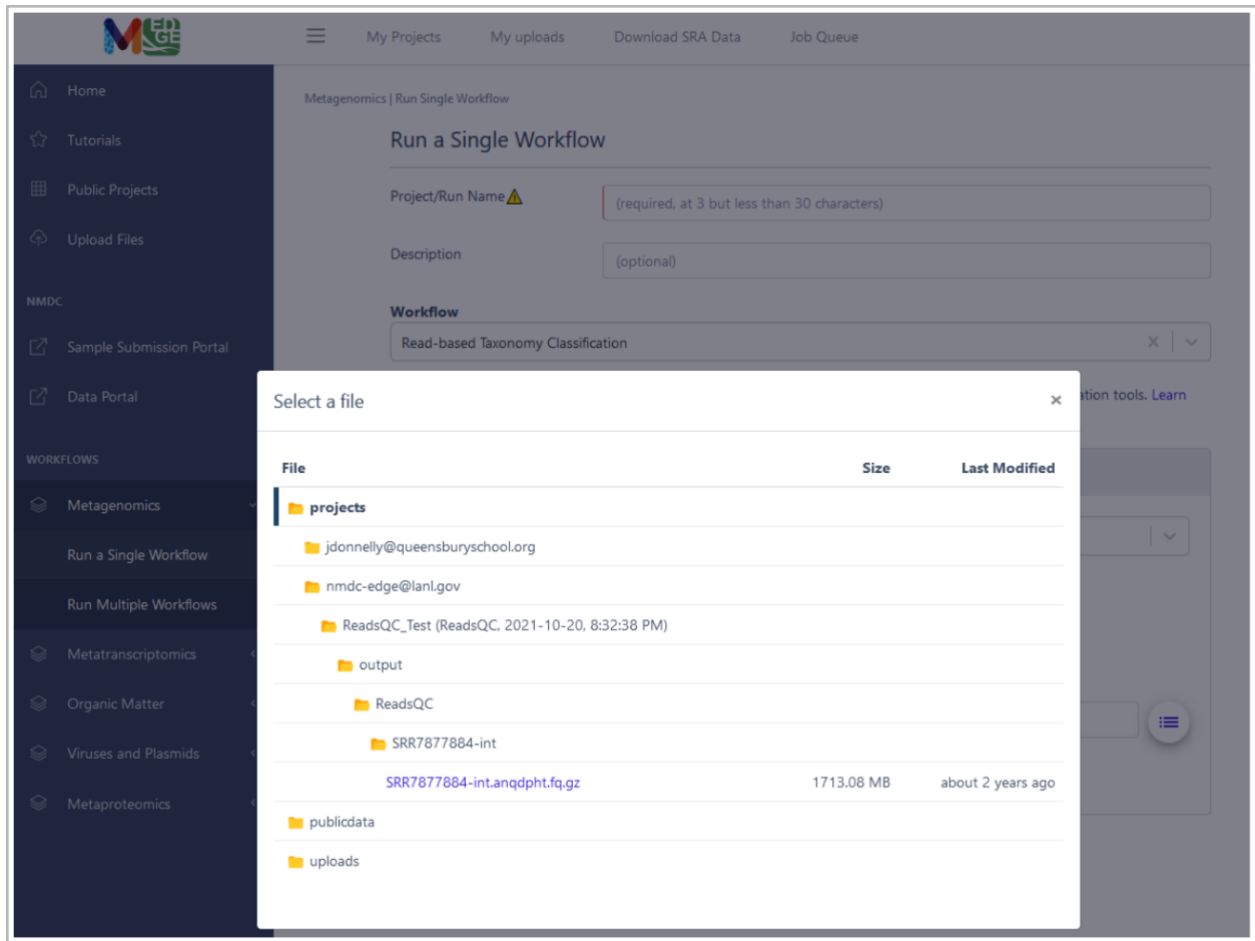 M ED
GE
My Projects My uploads Download SRA Data Job Queue
Home
Tutorials
Public Projects
Upload Files
NMDC
Sample Submission Portal
Data Portal
WORKFLOWS
Metagenomics
Run a Single Workflow
Run Multiple Workflows
Metatranscriptomics
Organic Matter
Viruses and Plasmids
Metaproteomics
Metagenomics | Run Single Workflow
Run a Single Workflow
Project/Run Name (required, at 3 but less than 30 characters)
Description (optional)
Workflow
Read-based Taxonomy Classification
ation tools. Learn
Select a file ×
File Size Last Modified
projects
jdonnelly@queensburyschool.org
nmdc-edge@lanl.gov
ReadsQC_Test (ReadsQC, 2021-10-20, 8:32:38 PM)
output
ReadsQC
SRR7877884-int
SRR7877884-int.anqdpht.fq.gz 1713.08 MB about 2 years ago
publicdata
uploads